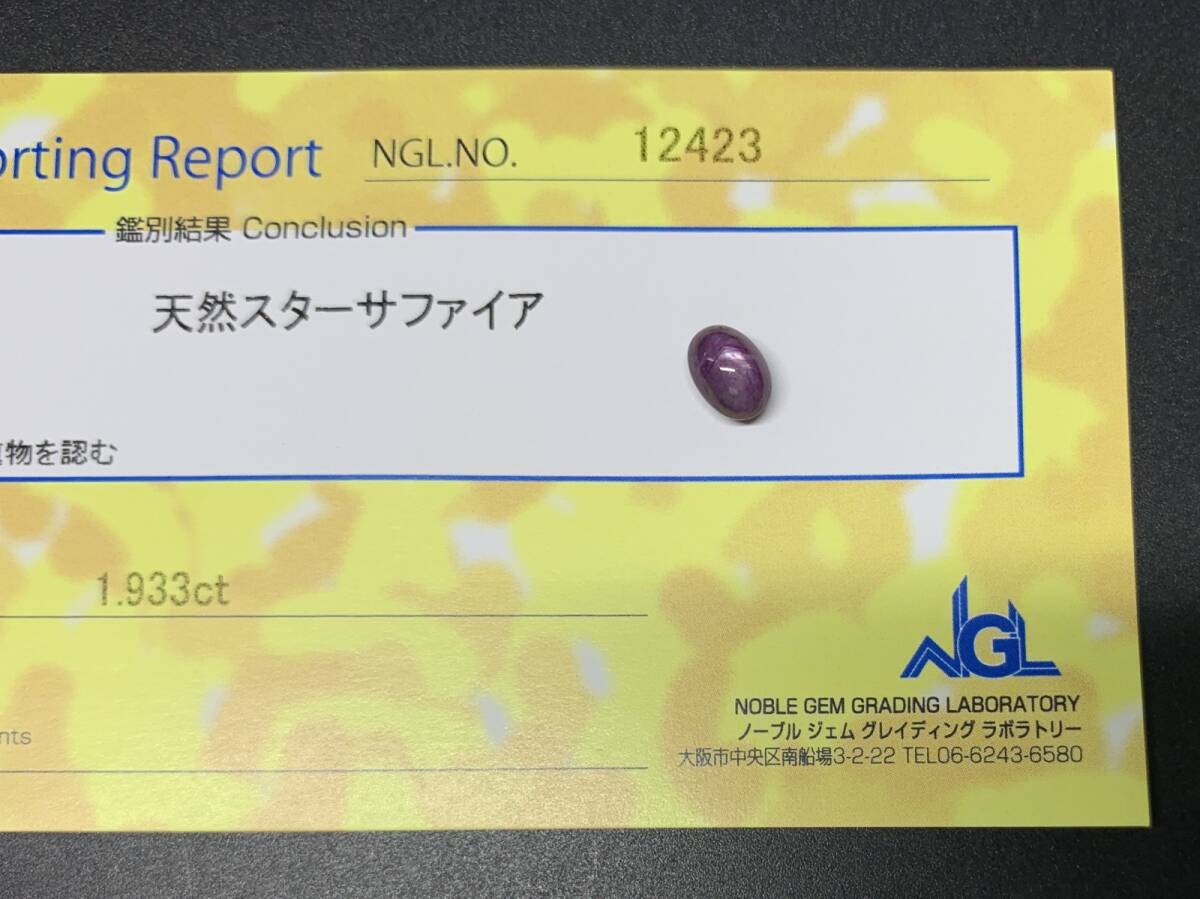 orting Report NGL.NO. 12423
鑑別結果 Conclusion
天然スターサファイア
物を認む
1.933ct
nts
NGL
NOBLE GEM GRADING LABORATORY
ノーブル ジェム グレイディング ラボラトリー
大阪市中央区南船場3-2-22 TEL06-6243-6580